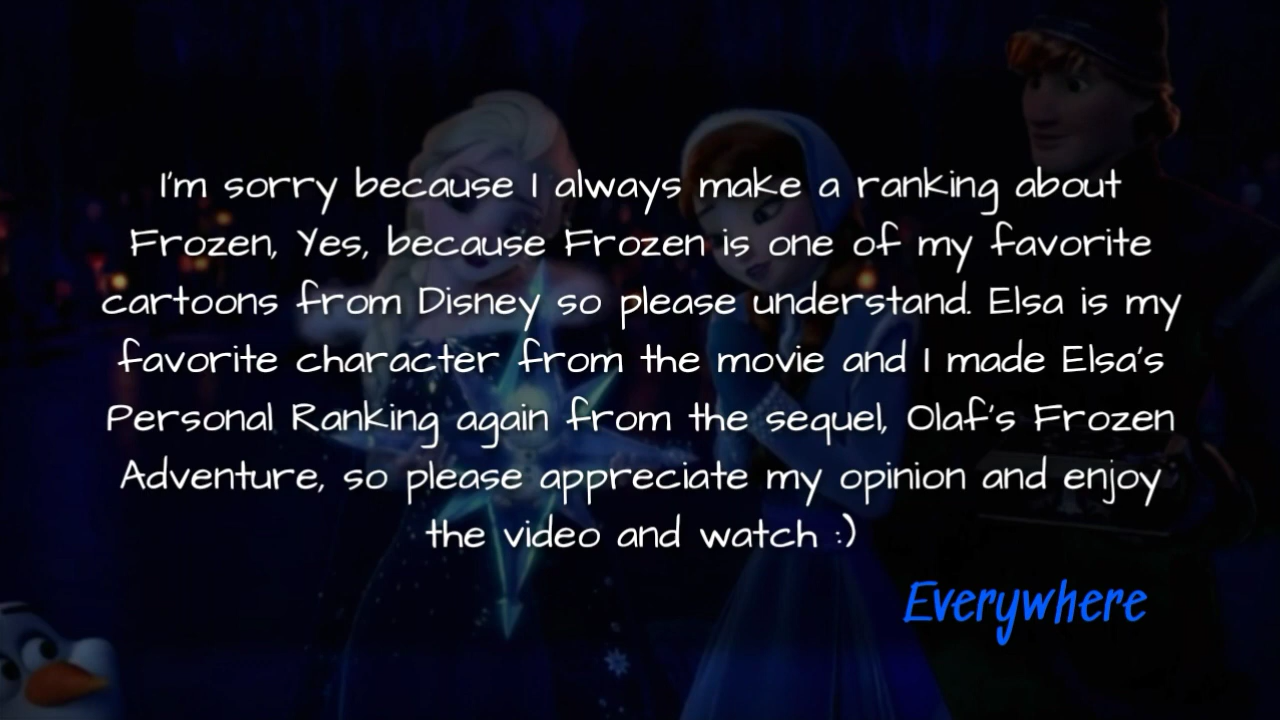 I'm sorry because I always make a ranking about
Frozen, Yes, because Frozen is one of my favorite
cartoons from Disney so please understand. Elsa is my
favorite character from the movie and I made Elsa's
Personal Ranking again from the sequel, Olaf's Frozen
Adventure, so please appreciate my opinion and enjoy
the video and watch :)
Everywhere